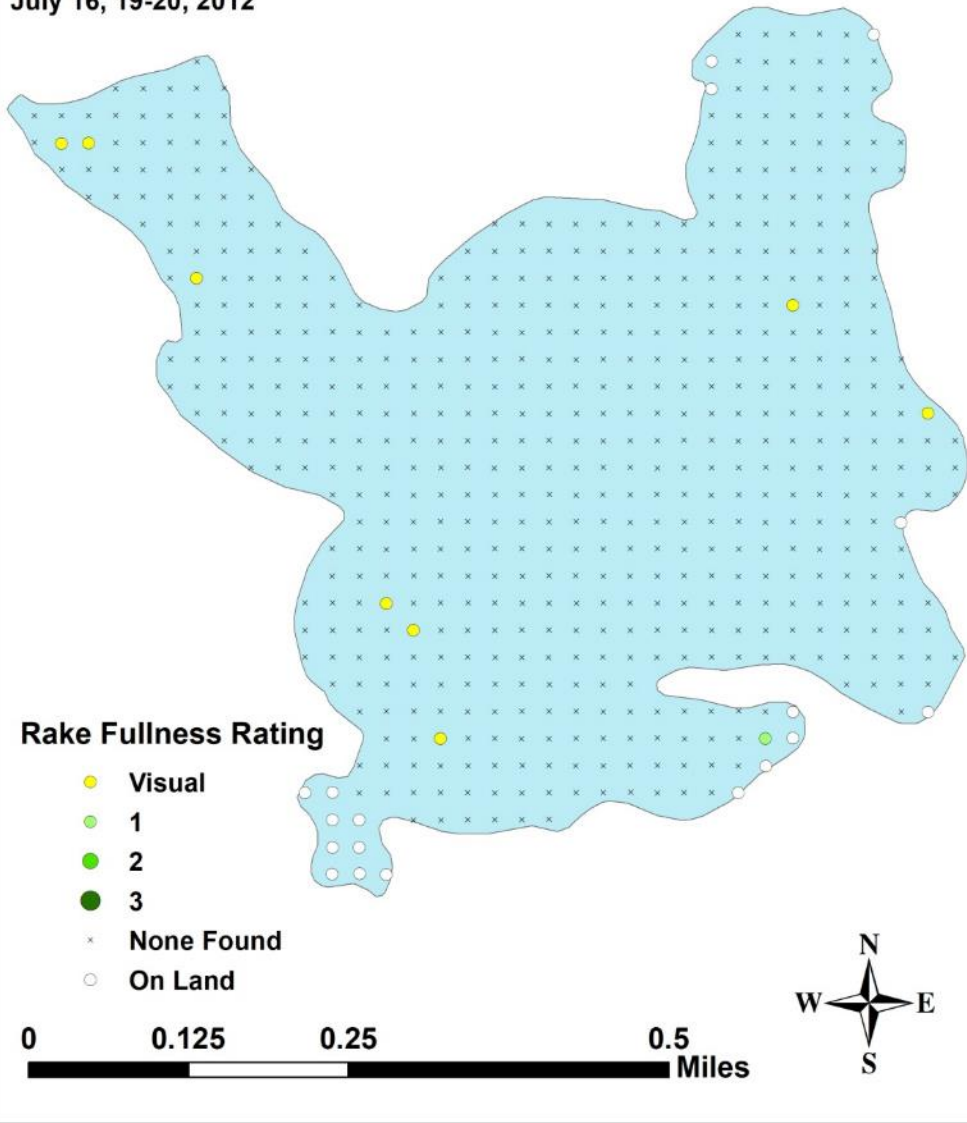 July 16, 19-20, 2012
Rake Fullness Rating
Visual
1
2
3
None Found
On Land
N
W E
S
0 0.125 0.25 0.5
Miles